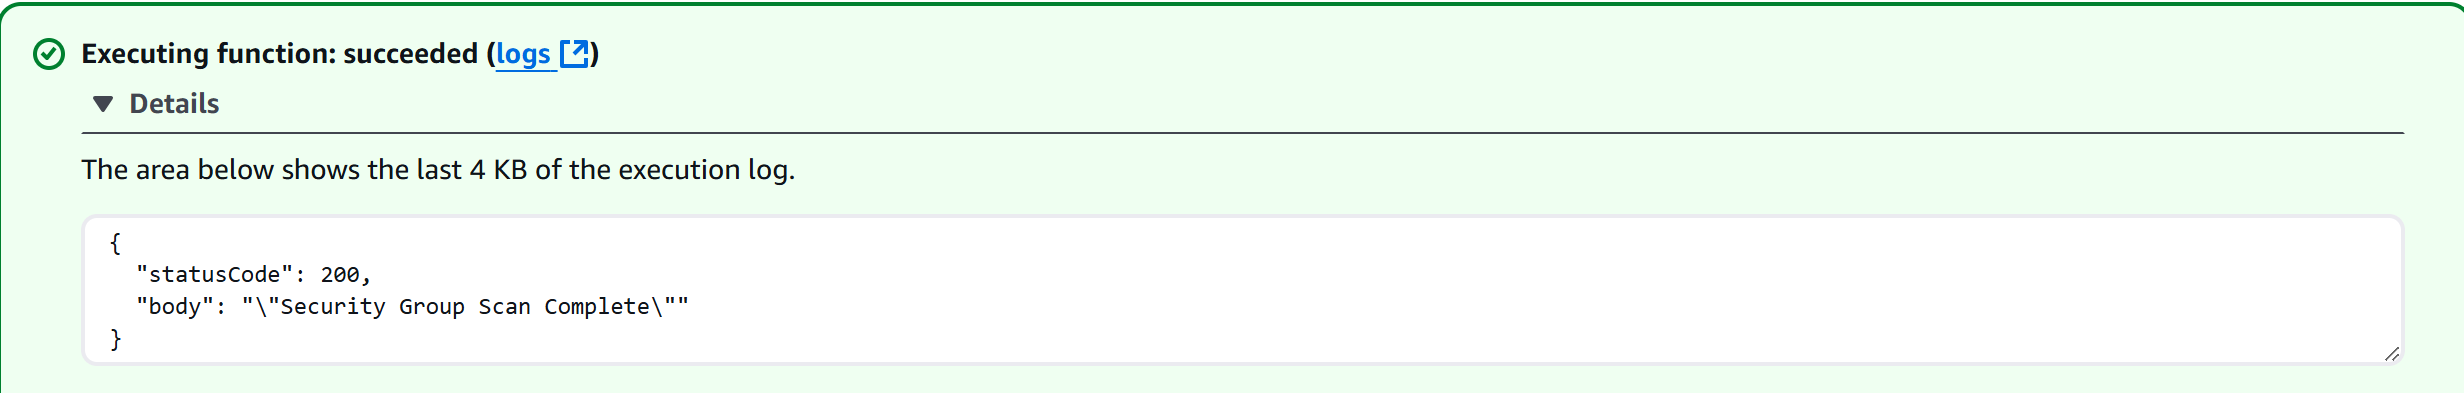 Executing function: succeeded (logs)
Details
The area below shows the last 4 KB of the execution log.
{
  "statusCode": 200,
  "body": "\"Security Group Scan Complete\""
}